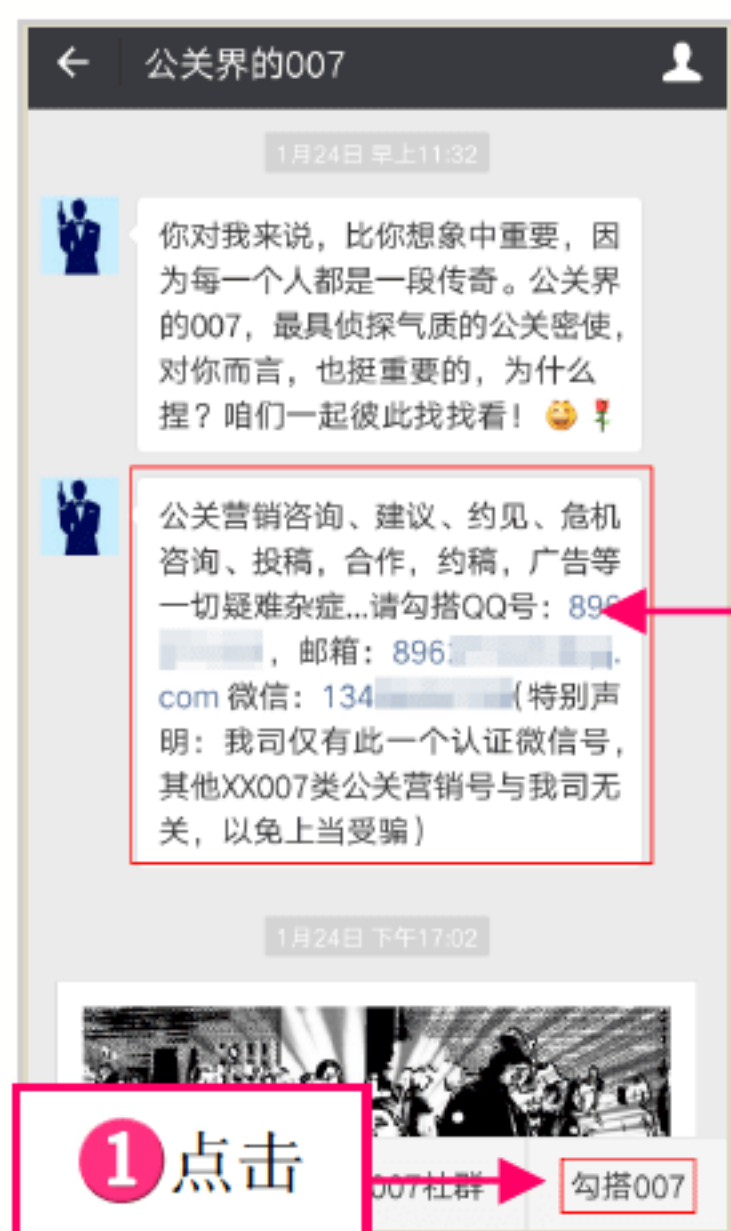 公关界的007
1月24日 早上11:32
你对我来说，比你想象中重要，因
为每一个人都是一段传奇。公关界
的007，最具侦探气质的公关密使，
对你而言，也挺重要的，为什么
捏？咱们一起彼此找找看！
公关营销咨询、建议、约见、危机
咨询、投稿，合作，约稿，广告等
一切疑难杂症...请勾搭QQ号：896
，邮箱：896
com 微信：134 (特别声
明：我司仅有此一个认证微信号，
其他XX007类公关营销号与我司无
关，以免上当受骗)
1月24日 下午17:02
1点击
007社群
勾搭007